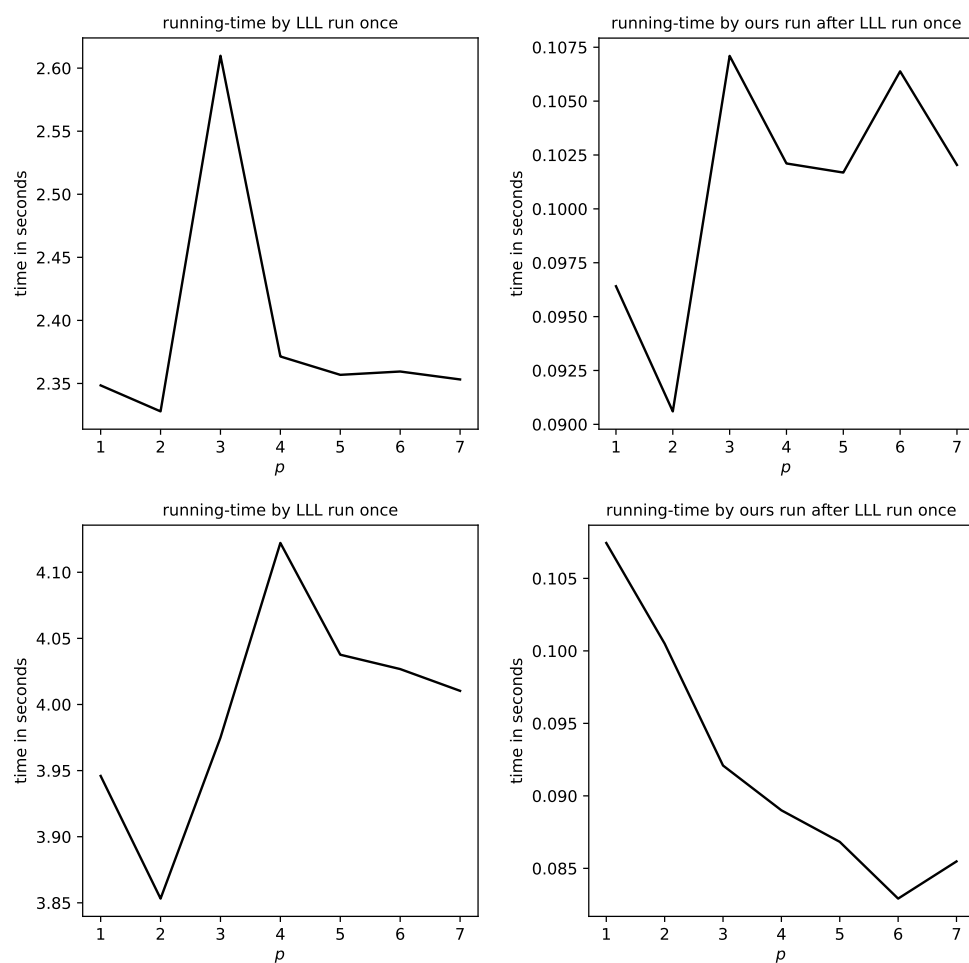 running-time by LLL run once
2.60
2.55
2.50
2.45
2.40
2.35
time in seconds
1 2 3 4 5 6 7
p
running-time by ours run after LLL run once
0.1075
0.1050
0.1025
0.1000
0.0975
0.0950
0.0925
0.0900
time in seconds
1 2 3 4 5 6 7
p
running-time by LLL run once
4.10
4.05
4.00
3.95
3.90
3.85
time in seconds
1 2 3 4 5 6 7
p
running-time by ours run after LLL run once
0.105
0.100
0.095
0.090
0.085
time in seconds
1 2 3 4 5 6 7
p